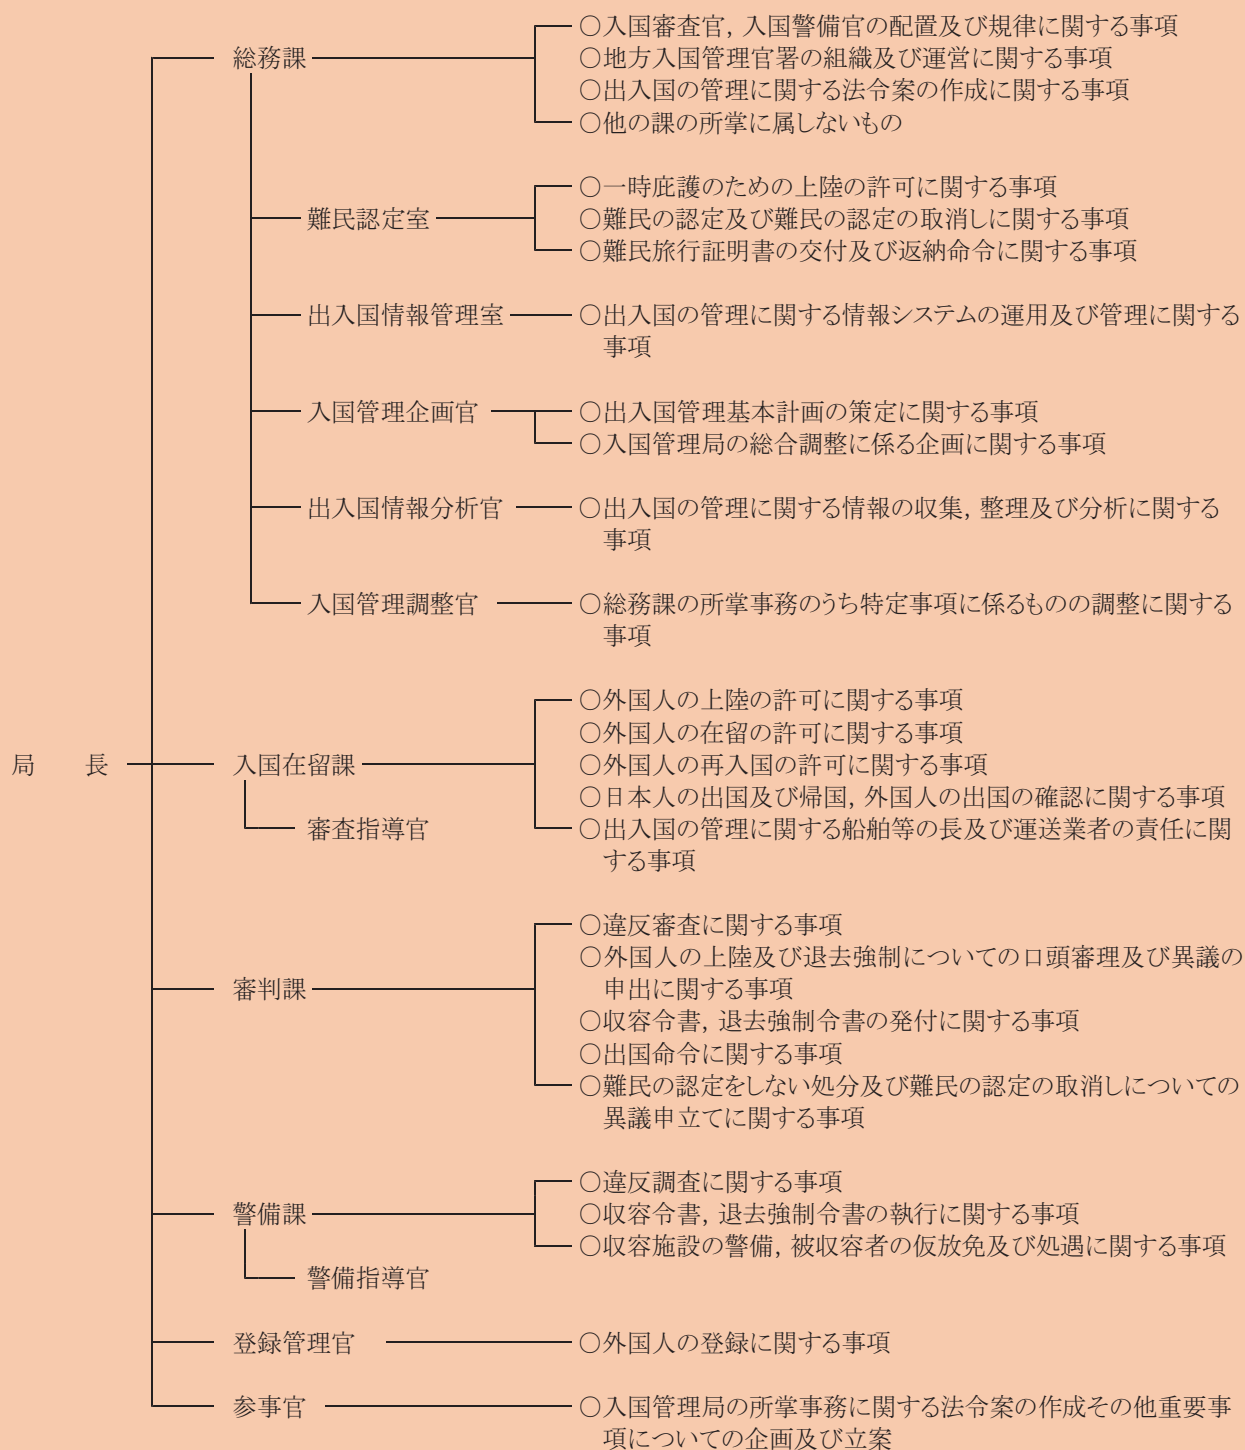 総務課
○入国審査官, 入国警備官の配置及び規律に関する事項
○地方入国管理官署の組織及び運営に関する事項
○出入国の管理に関する法令案の作成に関する事項
○他の課の所掌に属しないもの
難民認定室
○一時庇護のための上陸の許可に関する事項
○難民の認定及び難民の認定の取消しに関する事項
○難民旅行証明書の交付及び返納命令に関する事項
出入国情報管理室
○出入国の管理に関する情報システムの運用及び管理に関する
事項
入国管理企画官
○出入国管理基本計画の策定に関する事項
○入国管理局の総合調整に係る企画に関する事項
出入国情報分析官
○出入国の管理に関する情報の収集, 整理及び分析に関する
事項
入国管理調整官
○総務課の所掌事務のうち特定事項に係るものの調整に関する
事項
局　長
入国在留課
○外国人の上陸の許可に関する事項
○外国人の在留の許可に関する事項
○外国人の再入国の許可に関する事項
○日本人の出国及び帰国, 外国人の出国の確認に関する事項
審査指導官
○出入国の管理に関する船舶等の長及び運送業者の責任に関
する事項
審判課
○違反審査に関する事項
○外国人の上陸及び退去強制についての口頭審理及び異議の
申出に関する事項
○収容令書, 退去強制令書の発付に関する事項
○出国命令に関する事項
○難民の認定をしない処分及び難民の認定の取消しについての
異議申立てに関する事項
警備課
○違反調査に関する事項
○収容令書, 退去強制令書の執行に関する事項
○収容施設の警備, 被収容者の仮放免及び処遇に関する事項
警備指導官
登録管理官
○外国人の登録に関する事項
参事官
○入国管理局の所掌事務に関する法令案の作成その他重要事
項についての企画及び立案